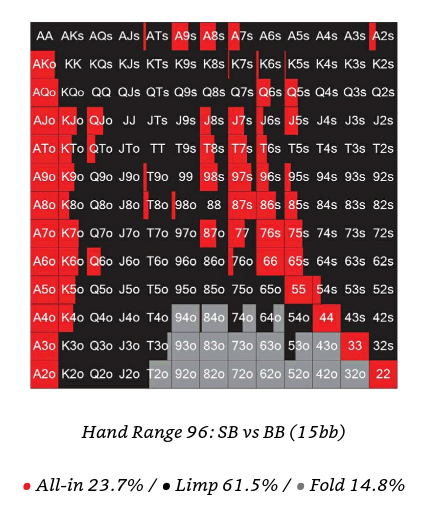 AA AKs AQs AJs ATs A9s A8s A7s A6s A5s A4s A3s A2s
AKo KK KQs KJs KTs K9s K8s K7s K6s K5s K4s K3s K2s
AQo KQo QQ QJs QTs Q9s Q8s Q7s Q6s Q5s Q4s Q3s Q2s
AJo KJo QJo JJ JTs J9s J8s J7s J6s J5s J4s J3s J2s
ATo KTo QTo JTo TT T9s T8s T7s T6s T5s T4s T3s T2s
A9o K9o Q9o J9o T9o 99 98s 97s 96s 95s 94s 93s 92s
A8o K8o Q8o J8o T8o 98o 88 87s 86s 85s 84s 83s 82s
A7o K7o Q7o J7o T7o 97o 87o 77 76s 75s 74s 73s 72s
A6o K6o Q6o J6o T6o 96o 86o 76o 66 65s 64s 63s 62s
A5o K5o Q5o J5o T5o 95o 85o 75o 65o 55 54s 53s 52s
A4o K4o Q4o J4o T4o 94o 84o 74o 64o 54o 44 43s 42s
A3o K3o Q3o J3o T3o 93o 83o 73o 63o 53o 43o 33 32s
A2o K2o Q2o J2o T2o 92o 82o 72o 62o 52o 42o 32o 22
Hand Range 96: SB vs BB (15bb)
• All-in 23.7% / • Limp 61.5% / • Fold 14.8%